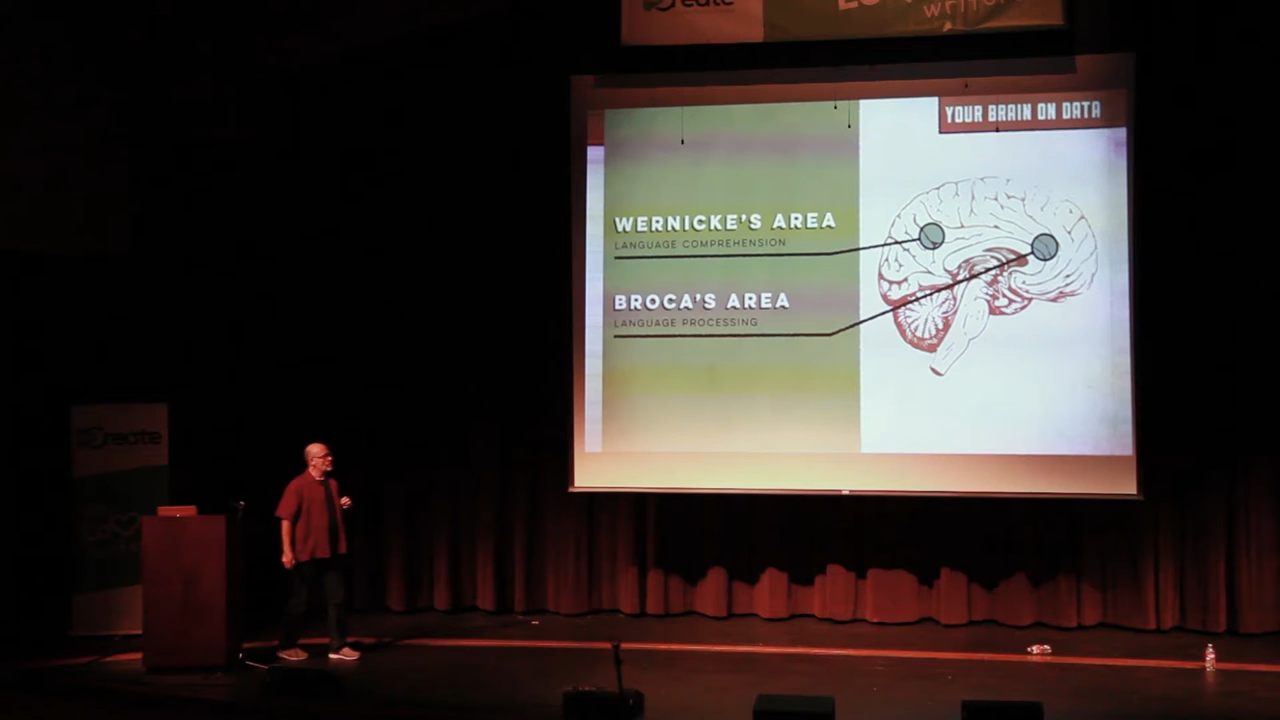 YOUR BRAIN ON DATA
WERNICKE'S AREA
LANGUAGE COMPREHENSION
BROCA'S AREA
LANGUAGE PROCESSING